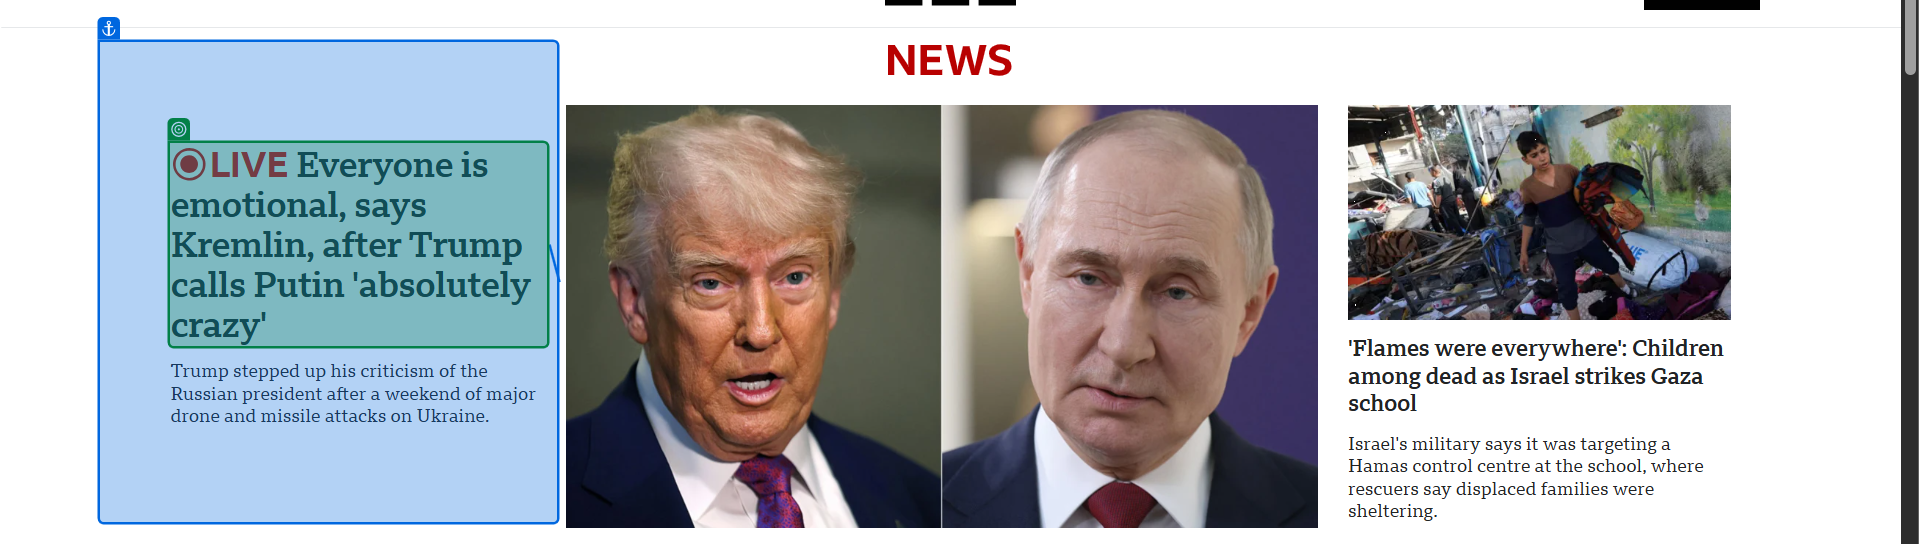 NEWS
LIVE Everyone is
emotional, says
Kremlin, after Trump
calls Putin 'absolutely
crazy'
Trump stepped up his criticism of the
Russian president after a weekend of major
drone and missile attacks on Ukraine.
'Flames were everywhere': Children
among dead as Israel strikes Gaza
school
Israel's military says it was targeting a
Hamas control centre at the school, where
rescuers say displaced families were
sheltering.